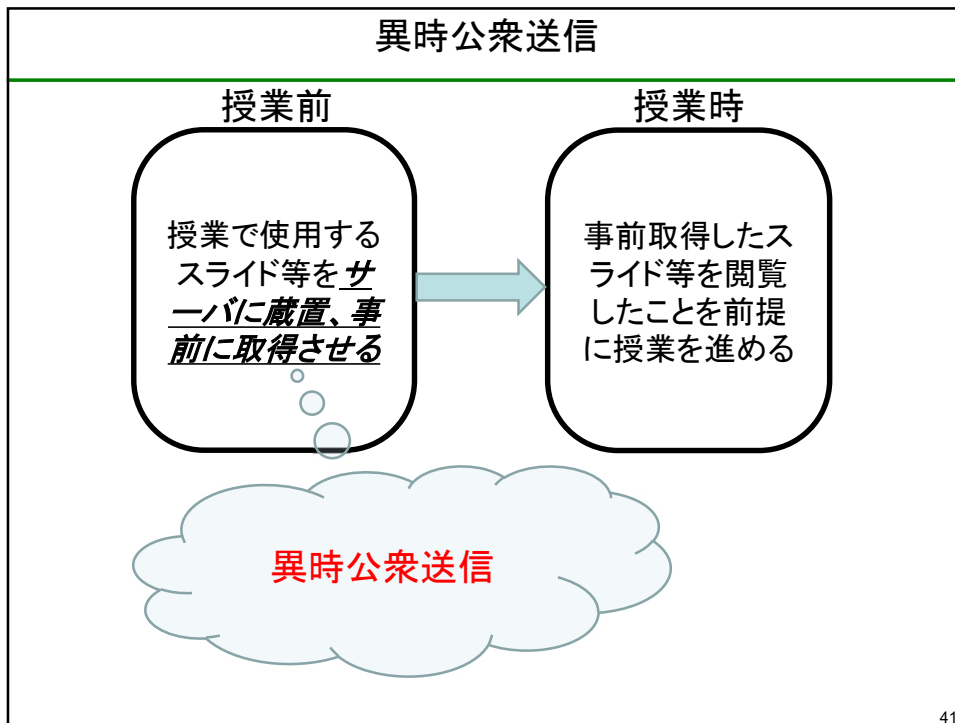 異時公衆送信
授業前
授業時
授業で使用する
スライド等をサ
ーバに蔵置、事
前に取得させる
事前取得したス
ライド等を閲覧
したことを前提
に授業を進める
異時公衆送信
41